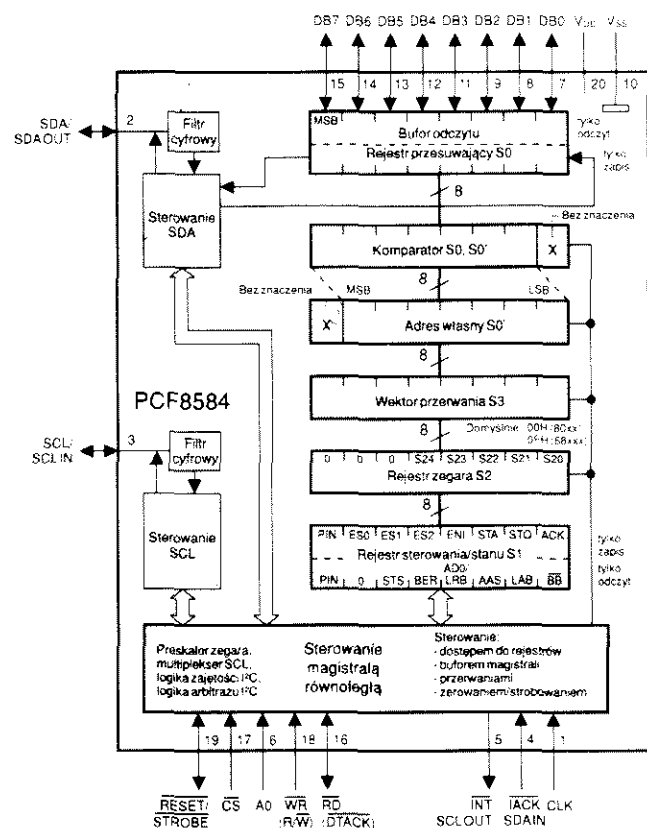 DB7 DB6 DB5 DB4 DB3 DB2 DB1 DB0 VDD VSS
15 14 13 12 11 9 8 7 20 10
SDA/
SDAOUT
2
Filtr
cyfrowy
MSB
Bufor odczytu
tylko
odczyt
Rejestr przesuwający S0
tylko
zapis
8
Sterowanie
SDA
Bez znaczenia
Komparator S0, S0'
X
8
Bez znaczenia
MSB
LSB
X
Adres własny S0'
8
PCF8584
Wektor przerwania S3
8
Domyślnie: 00H (80xx)
0FH (68xxx)
SCL/
SCL IN
3
Filtr
cyfrowy
0 0 0 S24 S23 S22 S21 S20
Rejestr zegara S2
8
Sterowanie
SCL
PIN ES0 ES1 ES2 ENI STA STO ACK
tylko
zapis
Rejestr sterowania/stanu S1
AD0/
PIN 0 STS BER LRB AAS LAB BB
tylko
odczyt
Preskaler zegara,
multiplekser SCL,
logika zajętości I²C,
logika arbitrażu I²C
Sterowanie
magistralą
równoległą
Sterowanie:
- dostępem do rejestrów
- buforem magistrali
- przerwaniami
- zerowaniem/strobowaniem
19 17 6 18 16 5 4 1
RESET/
STROBE
CS
A0
WR
(R/W)
RD
(DTACK)
INT
SCLOUT
IACK
SDAIN
CLK